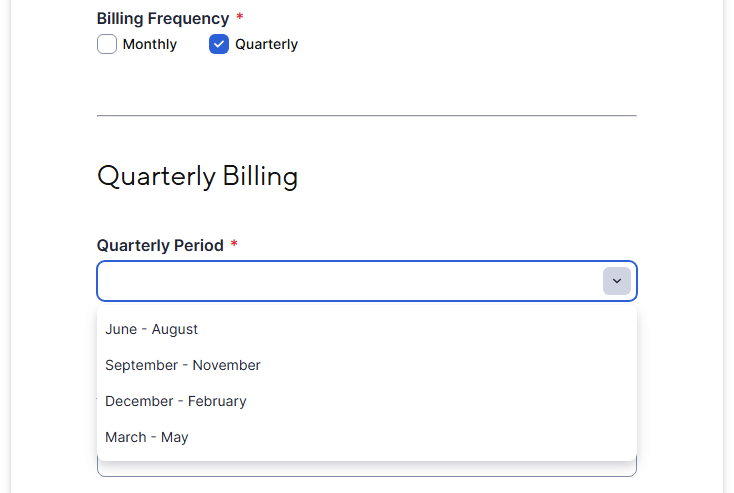 Billing Frequency *
Monthly Quarterly
Quarterly Billing
Quarterly Period *
June - August
September - November
December - February
March - May